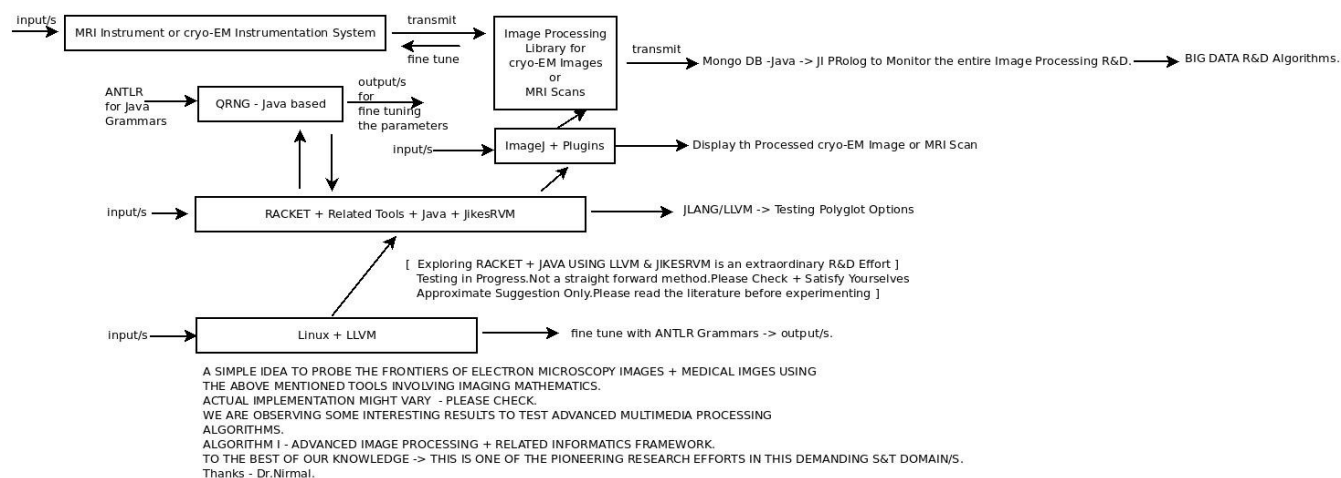 input/s
MRI Instrument or cryo-EM Instrumentation System
transmit
fine tune
Image Processing
Library for
cryo-EM Images
or
MRI Scans
transmit
Mongo DB -Java -> JI PRolog to Monitor the entire Image Processing R&D.
BIG DATA R&D Algorithms.
ANTLR
for Java
Grammars
QRNG - Java based
output/s
for
fine tuning
the parameters
input/s
ImageJ + Plugins
Display th Processed cryo-EM Image or MRI Scan
input/s
RACKET + Related Tools + Java + JIkesRVM
JLANG/LLVM -> Testing Polyglot Options
[ Exploring RACKET + JAVA USING LLVM & JIKESRVM is an extraordinary R&D Effort ]
Testing in Progress.Not a straight forward method.Please Check + Satisfy Yourselves
Approximate Suggestion Only.Please read the literature before experimenting ]
input/s
Linux + LLVM
fine tune with ANTLR Grammars -> output/s.
A SIMPLE IDEA TO PROBE THE FRONTIERS OF ELECTRON MICROSCOPY IMAGES + MEDICAL IMGES USING
THE ABOVE MENTIONED TOOLS INVOLVING IMAGING MATHEMATICS.
ACTUAL IMPLEMENTATION MIGHT VARY - PLEASE CHECK.
WE ARE OBSERVING SOME INTERESTING RESULTS TO TEST ADVANCED MULTIMEDIA PROCESSING
ALGORITHMS.
ALGORITHM I - ADVANCED IMAGE PROCESSING + RELATED INFORMATICS FRAMEWORK.
TO THE BEST OF OUR KNOWLEDGE -> THIS IS ONE OF THE PIONEERING RESEARCH EFFORTS IN THIS DEMANDING S&T DOMAIN/S.
Thanks - Dr.Nirmal.